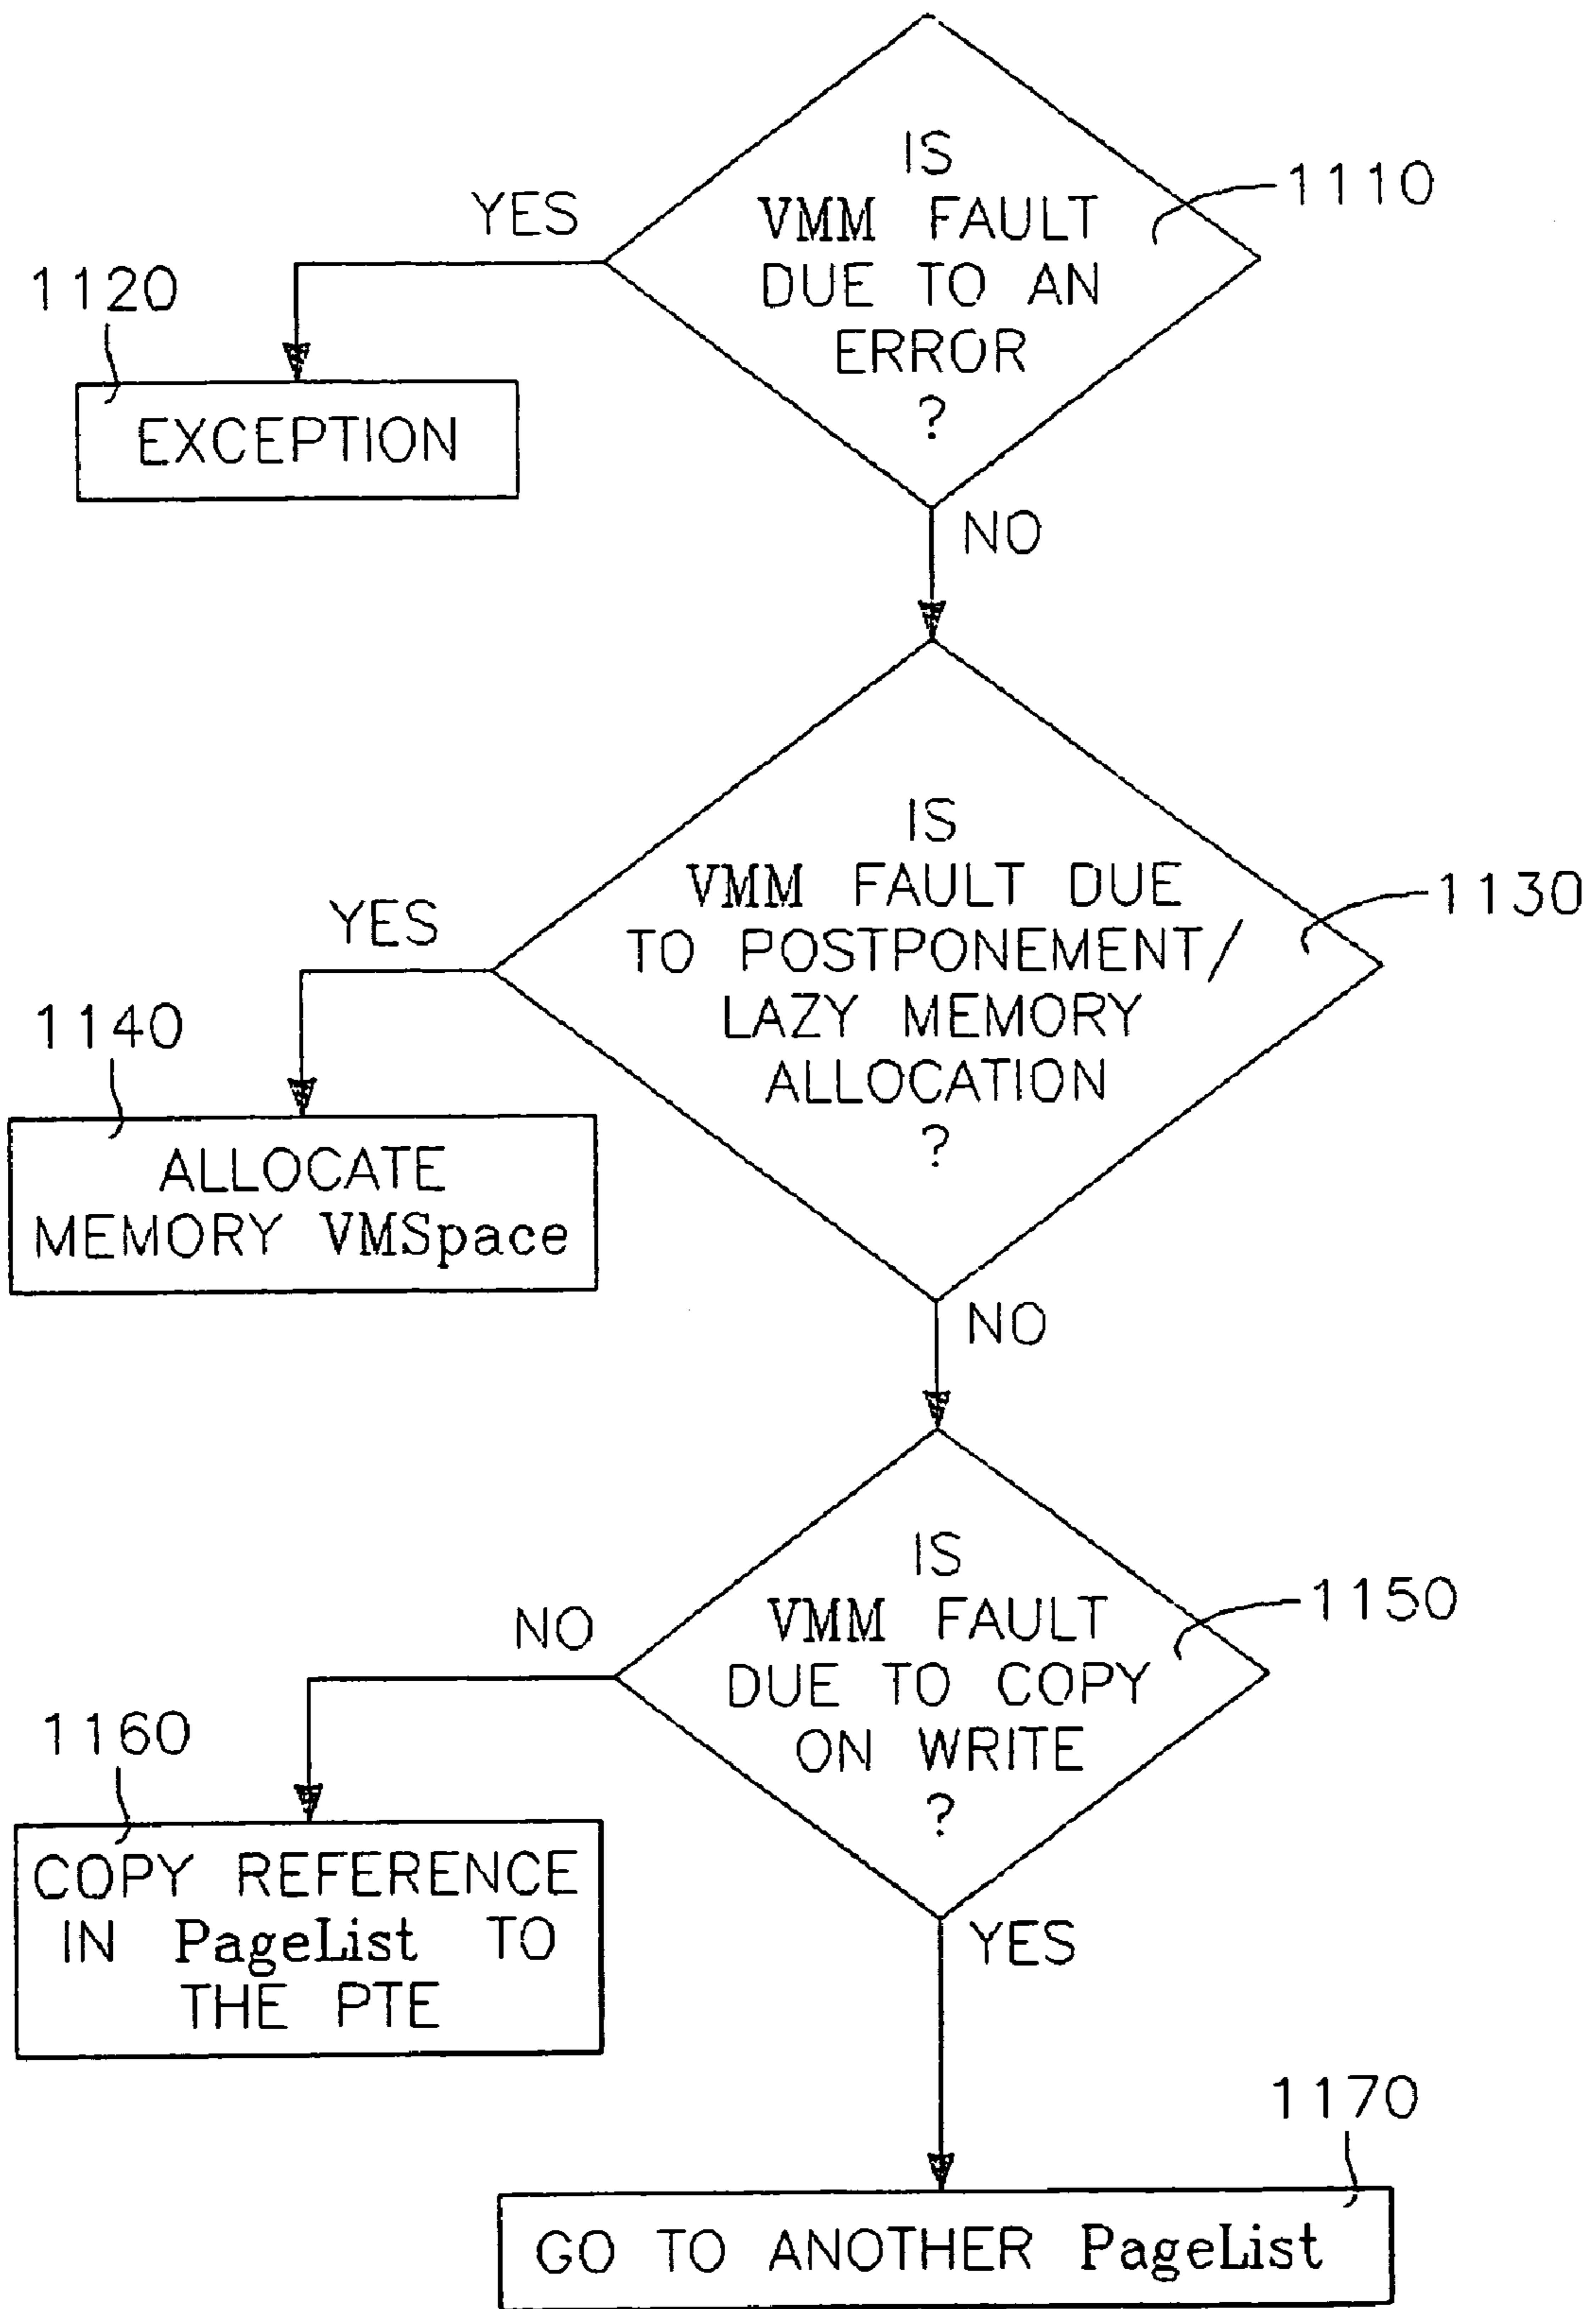 IS
VMM FAULT
DUE TO AN
ERROR
?
1110
YES
1120
EXCEPTION
NO
IS
VMM FAULT DUE
TO POSTPONEMENT/
LAZY MEMORY
ALLOCATION
?
1130
YES
1140
ALLOCATE
MEMORY VMSpace
NO
IS
VMM FAULT
DUE TO COPY
ON WRITE
?
1150
NO
1160
COPY REFERENCE
IN PageList TO
THE PTE
YES
1170
GO TO ANOTHER PageList